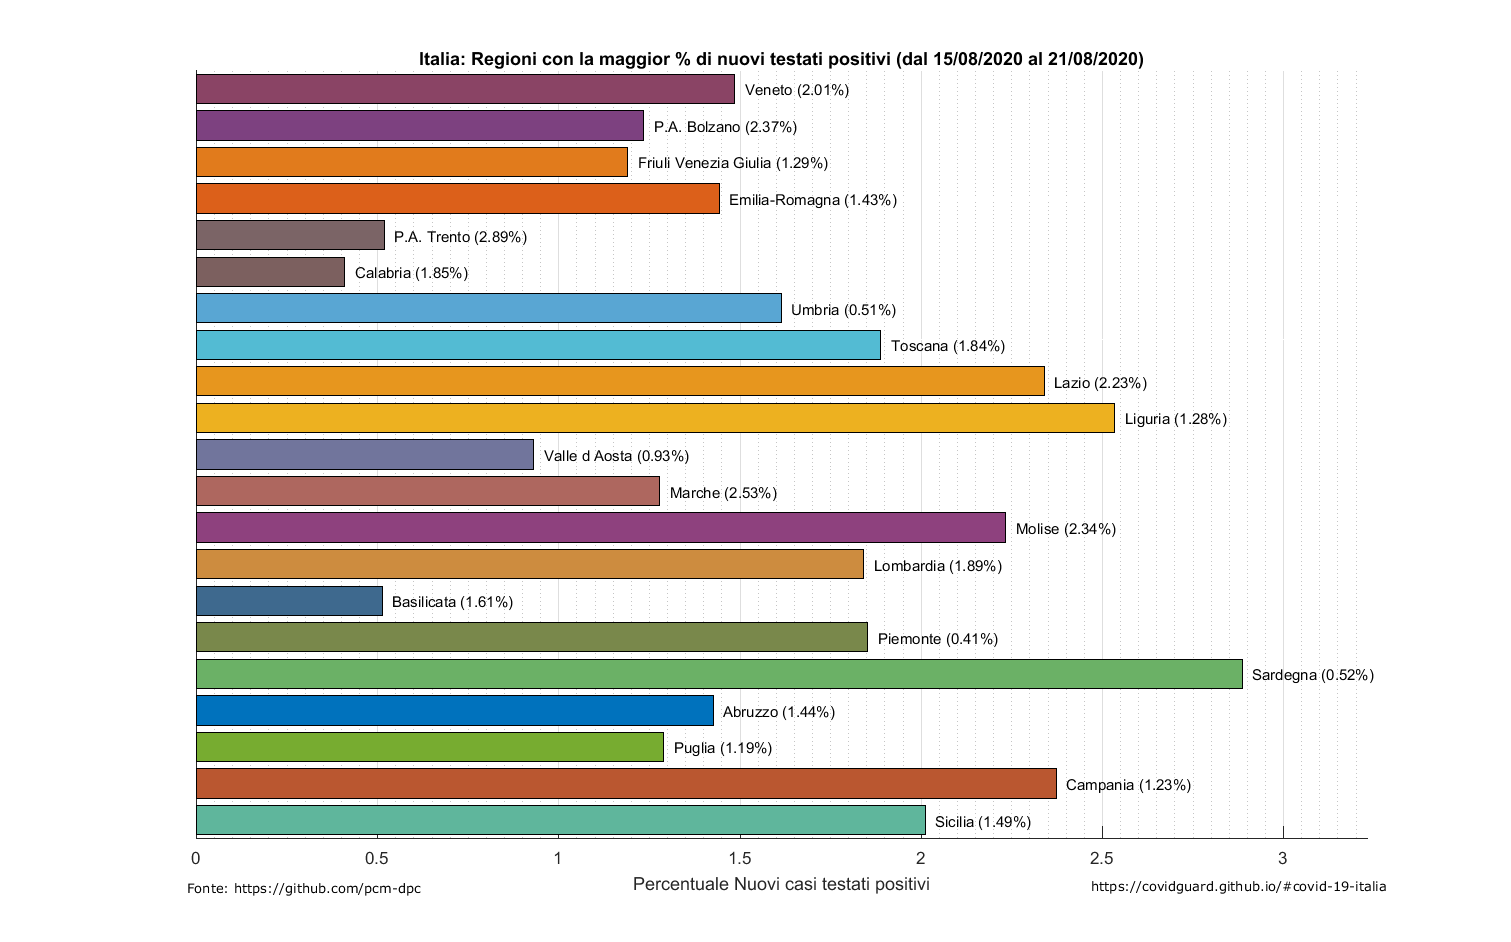 Italia: Regioni con la maggior % di nuovi testati positivi (dal 15/08/2020 al 21/08/2020)
Veneto (2.01%)
P.A. Bolzano (2.37%)
Friuli Venezia Giulia (1.29%)
Emilia-Romagna (1.43%)
P.A. Trento (2.89%)
Calabria (1.85%)
Umbria (0.51%)
Toscana (1.84%)
Lazio (2.23%)
Liguria (1.28%)
Valle d Aosta (0.93%)
Marche (2.53%)
Molise (2.34%)
Lombardia (1.89%)
Basilicata (1.61%)
Piemonte (0.41%)
Sardegna (0.52%)
Abruzzo (1.44%)
Puglia (1.19%)
Campania (1.23%)
Sicilia (1.49%)
0 0.5 1 1.5 2 2.5 3
Percentuale Nuovi casi testati positivi
Fonte: https://github.com/pcm-dpc
https://covidguard.github.io/#covid-19-italia